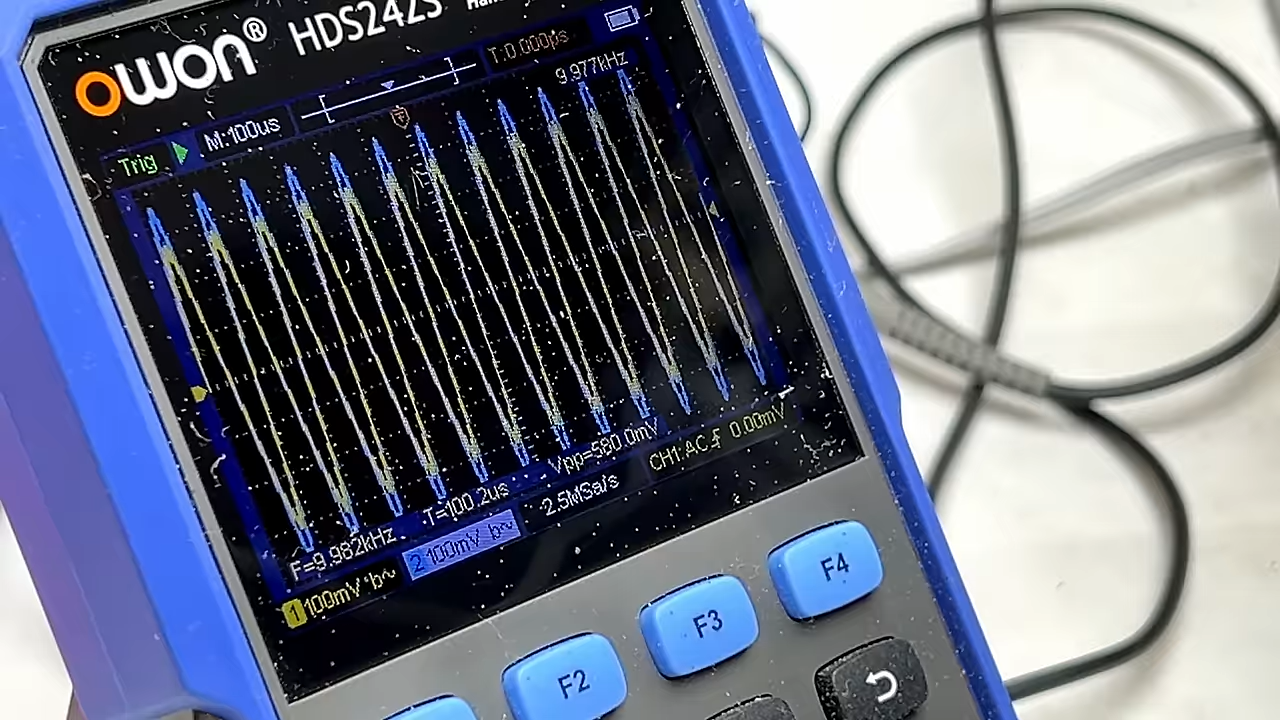 owon® HDS242S
Trig M:100us T:0.000ps
9.977kHz
F=9.982kHz T=100.2us Vpp=580.0mV
1 100mV b~ 2 100mV b~ 2.5MSa/s CH1:AC 0.00mV
F2 F3 F4